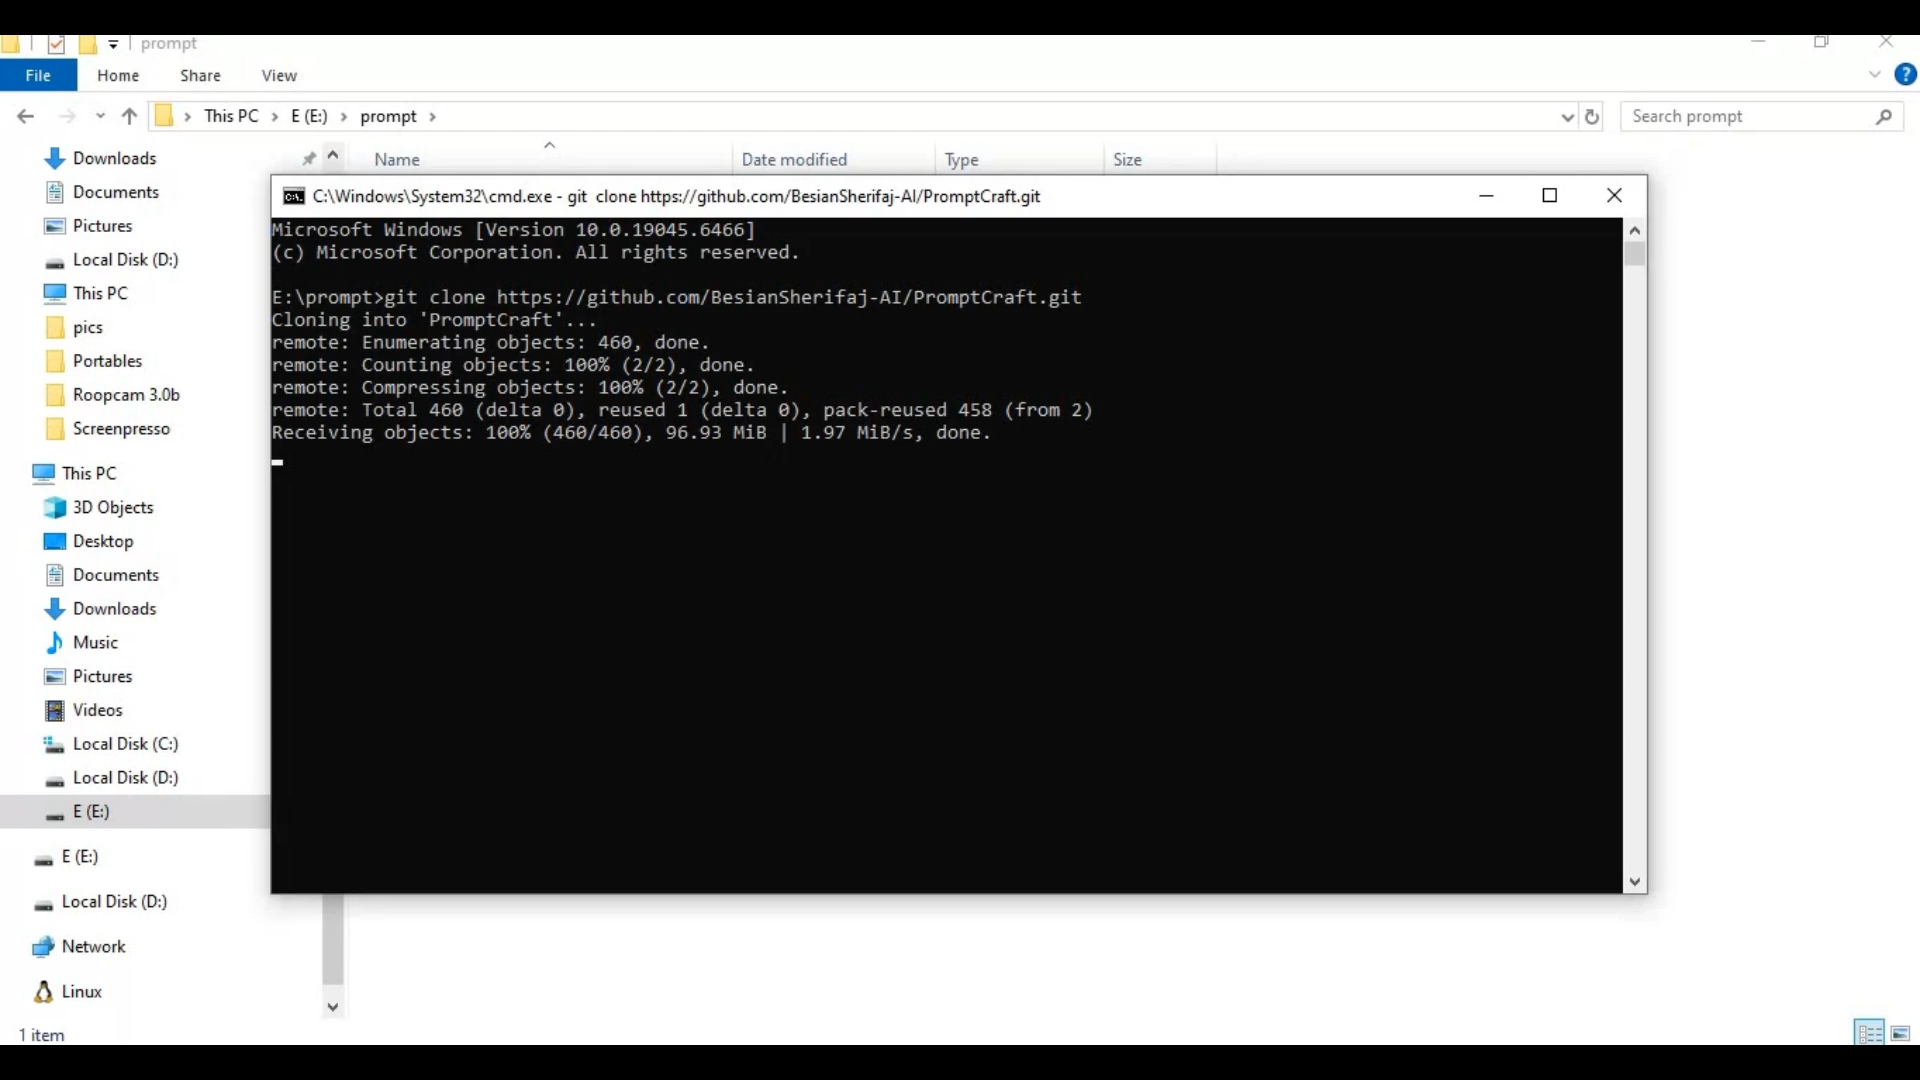 prompt
File Home Share View
This PC > E (E:) > prompt >
Search prompt
Name Date modified Type Size
Downloads
Documents
Pictures
Local Disk (D:)
This PC
pics
Portables
Roopcam 3.0b
Screenpresso
This PC
3D Objects
Desktop
Documents
Downloads
Music
Pictures
Videos
Local Disk (C:)
Local Disk (D:)
E (E:)
E (E:)
Local Disk (D:)
Network
Linux
1 item
C:\Windows\System32\cmd.exe - git  clone https://github.com/BesianSherifaj-AI/PromptCraft.git
Microsoft Windows [Version 10.0.19045.6466]
(c) Microsoft Corporation. All rights reserved.
E:\prompt>git clone https://github.com/BesianSherifaj-AI/PromptCraft.git
Cloning into 'PromptCraft'...
remote: Enumerating objects: 460, done.
remote: Counting objects: 100% (2/2), done.
remote: Compressing objects: 100% (2/2), done.
remote: Total 460 (delta 0), reused 1 (delta 0), pack-reused 458 (from 2)
Receiving objects: 100% (460/460), 96.93 MiB | 1.97 MiB/s, done.